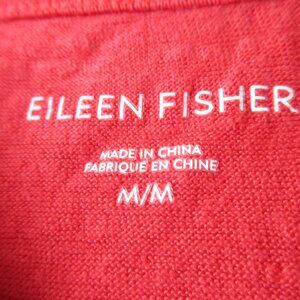 EILEEN FISHER
MADE IN CHINA
FABRIQUE EN CHINE
M/M